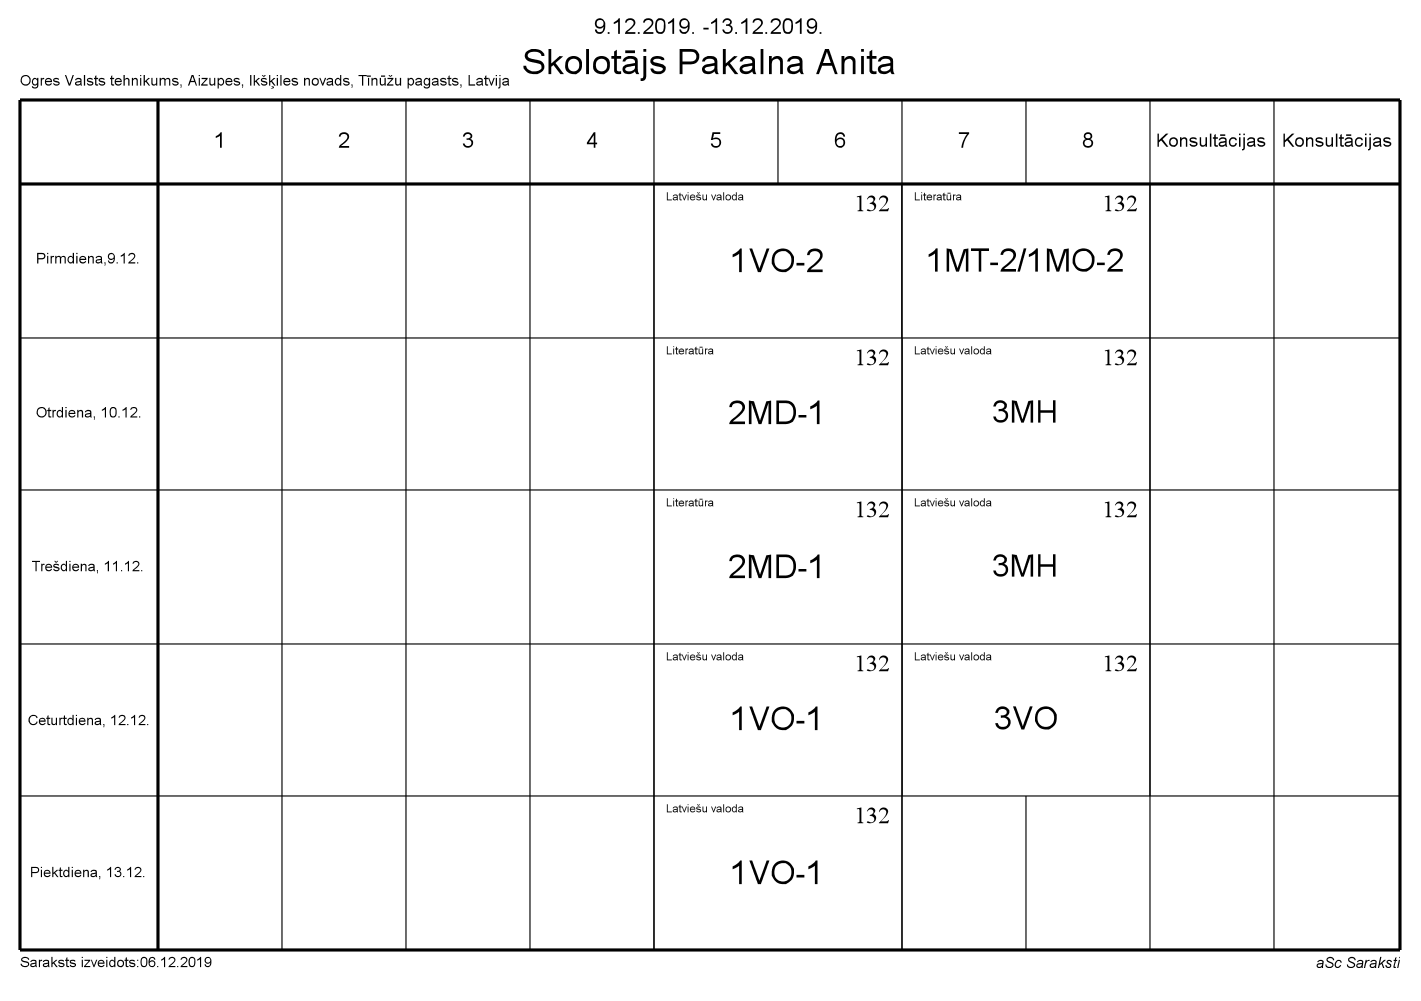 9.12.2019. -13.12.2019.
Skolotājs Pakalna Anita
Ogres Valsts tehnikums, Aizupes, Ikšķiles novads, Tīnūžu pagasts, Latvija
1 2 3 4 5 6 7 8 Konsultācijas Konsultācijas
Latviešu valoda 132 Literatūra 132
Pirmdiena,9.12. 1VO-2 1MT-2/1MO-2
Literatūra 132 Latviešu valoda 132
Otrdiena, 10.12. 2MD-1 3MH
Literatūra 132 Latviešu valoda 132
Trešdiena, 11.12. 2MD-1 3MH
Latviešu valoda 132 Latviešu valoda 132
Ceturtdiena, 12.12. 1VO-1 3VO
Latviešu valoda 132
Piektdiena, 13.12. 1VO-1
Saraksts izveidots:06.12.2019 aSc Saraksti